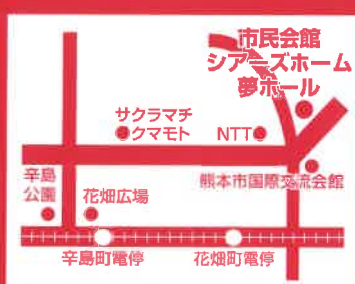 市民会館
シアーズホーム
夢ホール
サクラマチ
クマモト
NTT
辛島
公園
花畑広場
熊本市国際交流会館
辛島町電停
花畑町電停